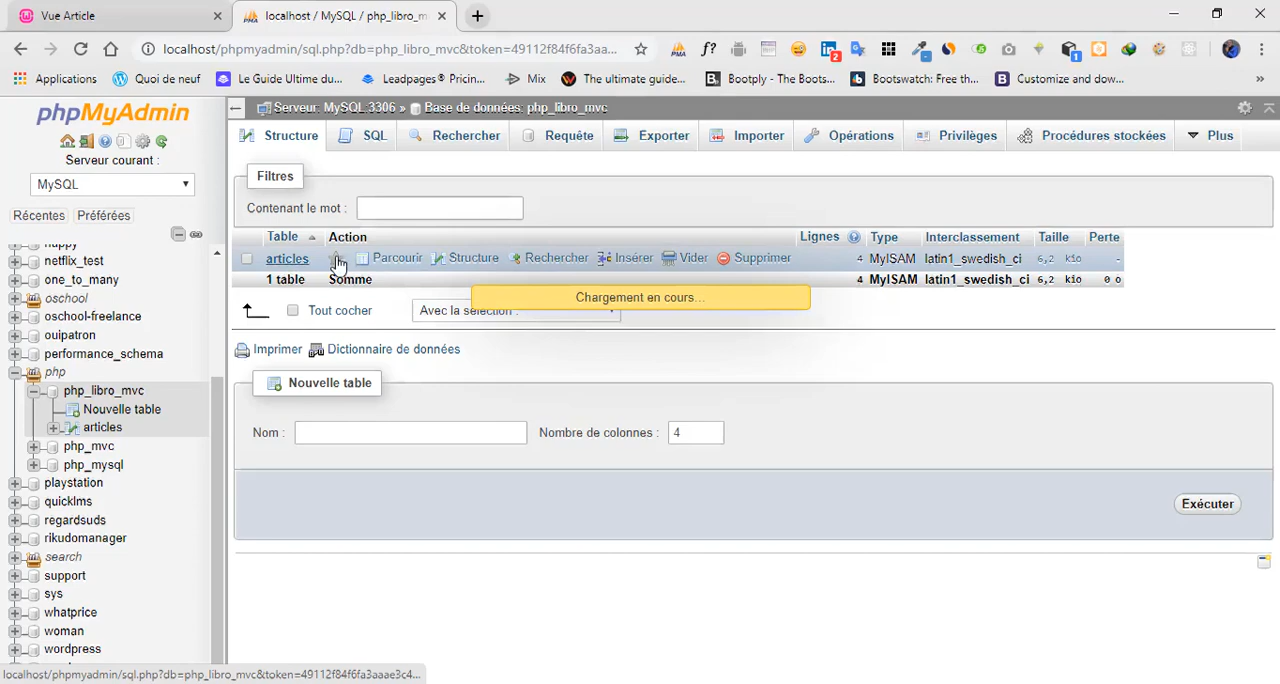 Vue Article
localhost / MySQL / php_libro_m
localhost/phpmyadmin/sql.php?db=php_libro_mvc&token=49112f84f6fa3aa...
Applications Quoi de neuf Le Guide Ultime du... Leadpages® Pricin... Mix The ultimate guide... Bootply - The Boos... Bootswatch: Free th... Customize and dow... »
phpMyAdmin
Serveur courant :
MySQL
Récentes Préférées
happy
netflix_test
one_to_many
oschool
oschool-freelance
ouipatron
performance_schema
php
php_libro_mvc
Nouvelle table
articles
php_mvc
php_mysql
playstation
quicklms
regardsuds
rikudomanager
search
support
sys
whatprice
woman
wordpress
Serveur: MySQL:3306 » Base de données: php_libro_mvc
Structure SQL Rechercher Requête Exporter Importer Opérations Privilèges Procédures stockées Plus
Filtres
Contenant le mot :
Table Action Lignes Type Interclassement Taille Perte
articles Parcourir Structure Rechercher Insérer Vider Supprimer 4 MyISAM latin1_swedish_ci 6,2 kio -
1 table Somme 4 MyISAM latin1_swedish_ci 6,2 kio 0 o
Chargement en cours...
Tout cocher Avec la sélection :
Imprimer Dictionnaire de données
Nouvelle table
Nom : Nombre de colonnes : 4
Exécuter
localhost/phpmyadmin/sql.php?db=php_libro_mvc&token=49112f84f6fa3aaae3c4...